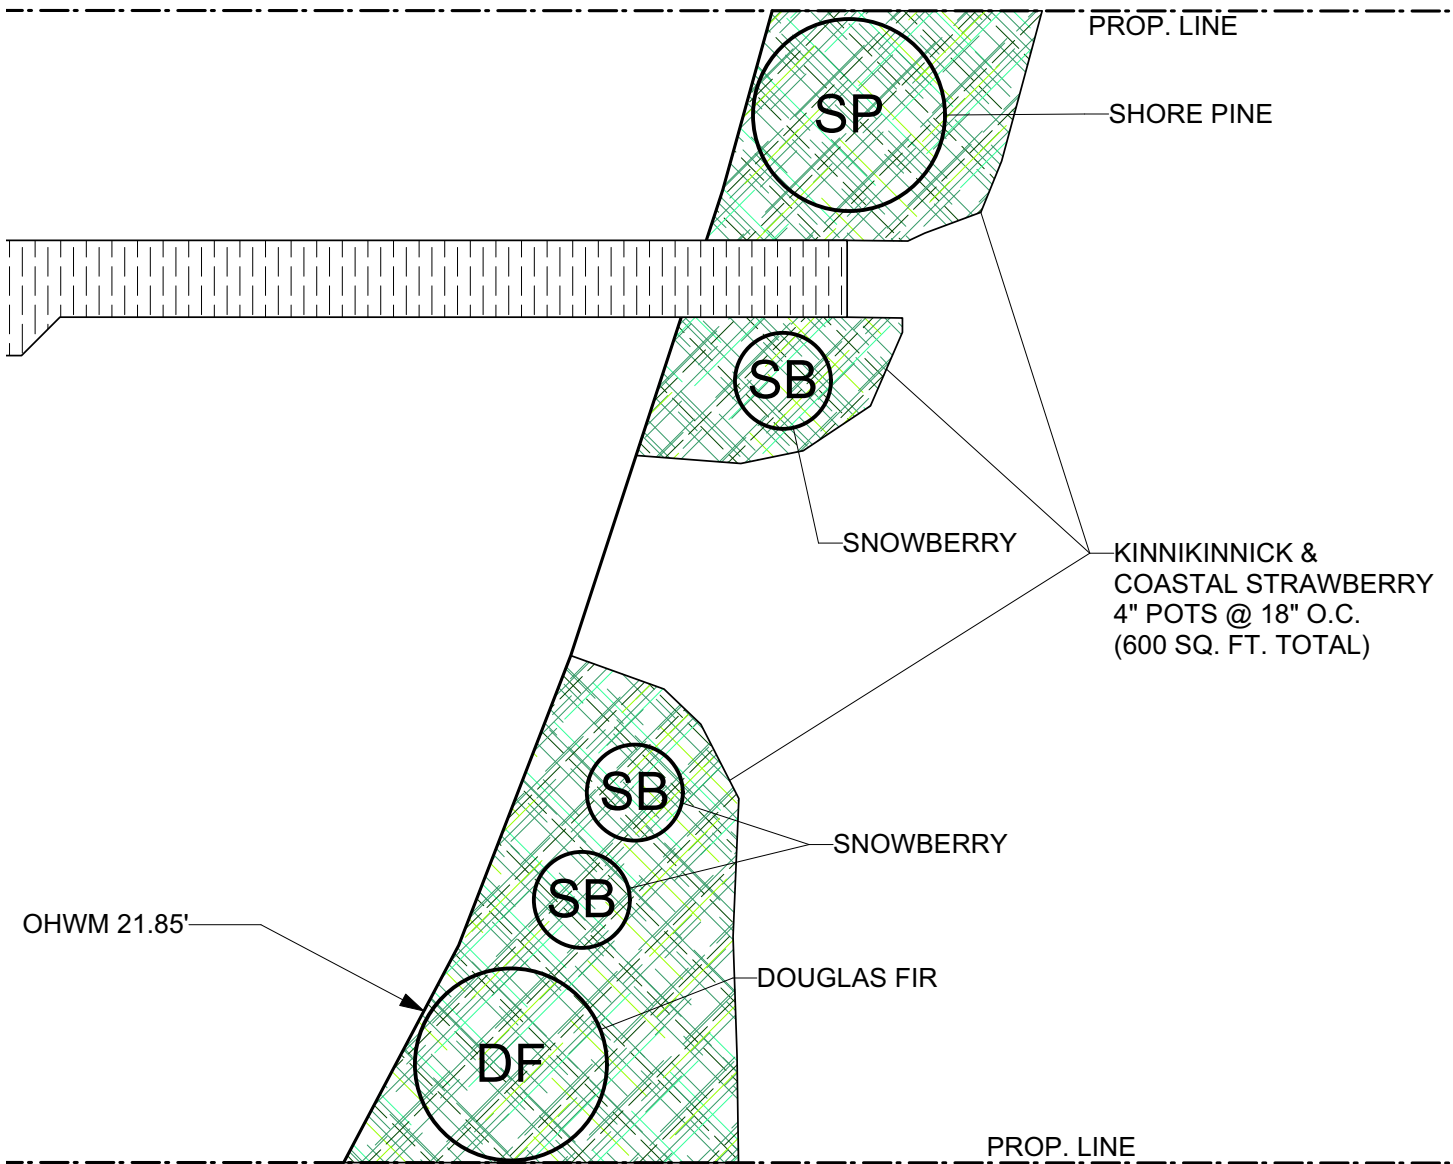 PROP. LINE
SP
SHORE PINE
SB
SNOWBERRY
KINNIKINNICK &
COASTAL STRAWBERRY
4" POTS @ 18" O.C.
(600 SQ. FT. TOTAL)
SB
SNOWBERRY
SB
OHWM 21.85'
DOUGLAS FIR
DF
PROP. LINE